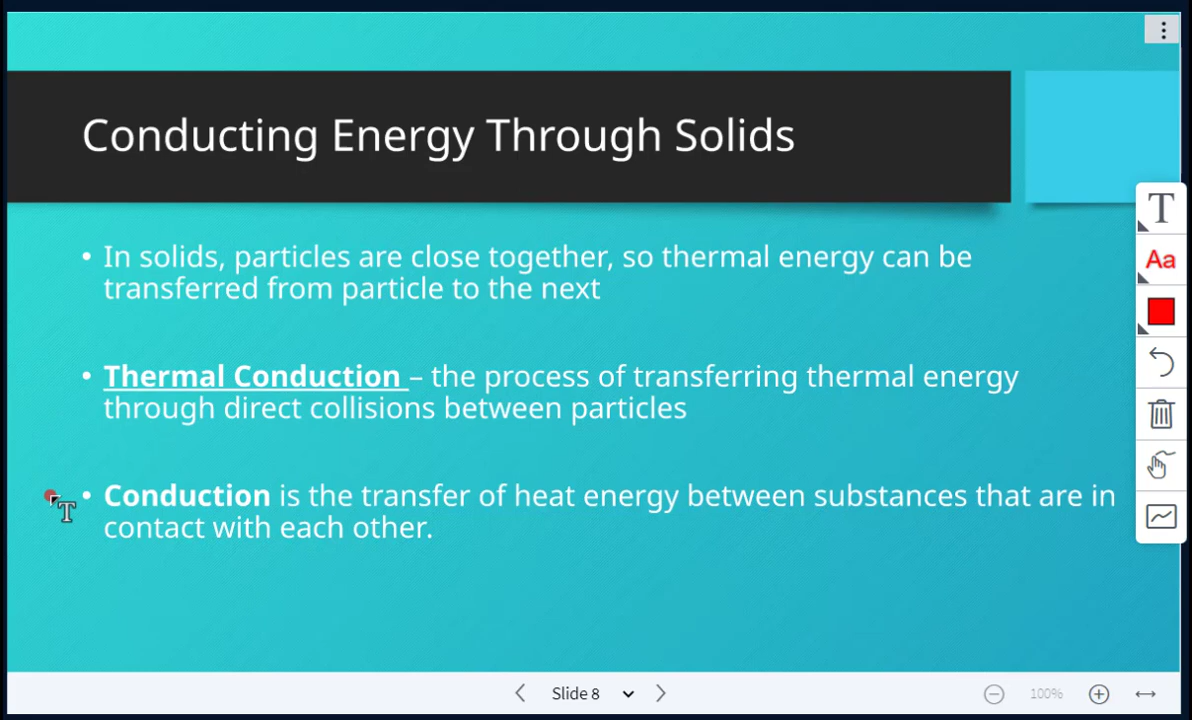 Conducting Energy Through Solids
• In solids, particles are close together, so thermal energy can be
transferred from particle to the next
• Thermal Conduction – the process of transferring thermal energy
through direct collisions between particles
• Conduction is the transfer of heat energy between substances that are in
contact with each other.
T
T
Aa
Slide 8
100%